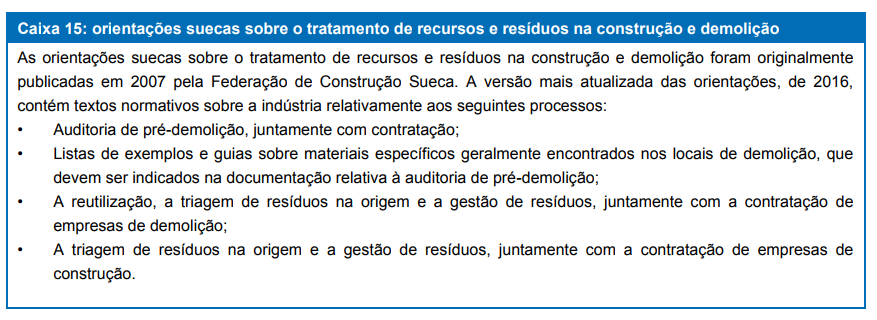 Caixa 15: orientações suecas sobre o tratamento de recursos e resíduos na construção e demolição
As orientações suecas sobre o tratamento de recursos e resíduos na construção e demolição foram originalmente
publicadas em 2007 pela Federação de Construção Sueca. A versão mais atualizada das orientações, de 2016,
contém textos normativos sobre a indústria relativamente aos seguintes processos:
• Auditoria de pré-demolição, juntamente com contratação;
• Listas de exemplos e guias sobre materiais específicos geralmente encontrados nos locais de demolição, que
devem ser indicados na documentação relativa à auditoria de pré-demolição;
• A reutilização, a triagem de resíduos na origem e a gestão de resíduos, juntamente com a contratação de
empresas de demolição;
• A triagem de resíduos na origem e a gestão de resíduos, juntamente com a contratação de empresas de
construção.